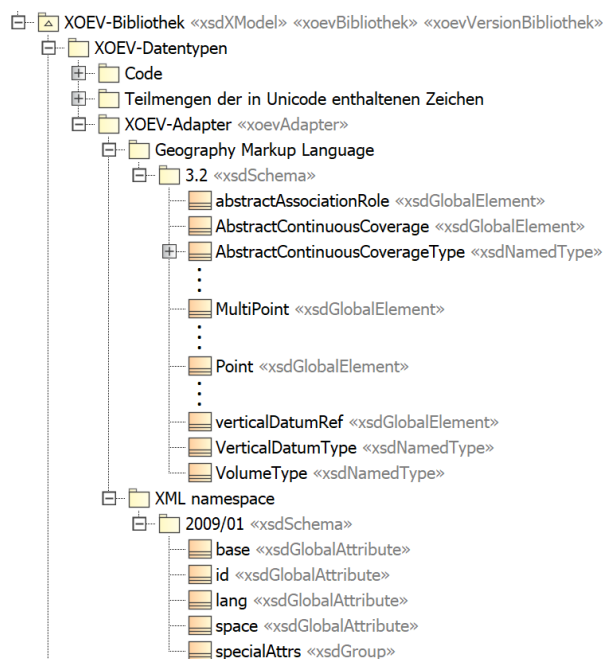 XOEV-Bibliothek «xsdXModel» «xoevBibliothek» «xoevVersionBibliothek»
XOEV-Datentypen
Code
Teilmengen der in Unicode enthaltenen Zeichen
XOEV-Adapter «xoevAdapter»
Geography Markup Language
3.2 «xsdSchema»
abstractAssociationRole «xsdGlobalElement»
AbstractContinuousCoverage «xsdGlobalElement»
AbstractContinuousCoverageType «xsdNamedType»
MultiPoint «xsdGlobalElement»
Point «xsdGlobalElement»
verticalDatumRef «xsdGlobalElement»
VerticalDatumType «xsdNamedType»
VolumeType «xsdNamedType»
XML namespace
2009/01 «xsdSchema»
base «xsdGlobalAttribute»
id «xsdGlobalAttribute»
lang «xsdGlobalAttribute»
space «xsdGlobalAttribute»
specialAttrs «xsdGroup»